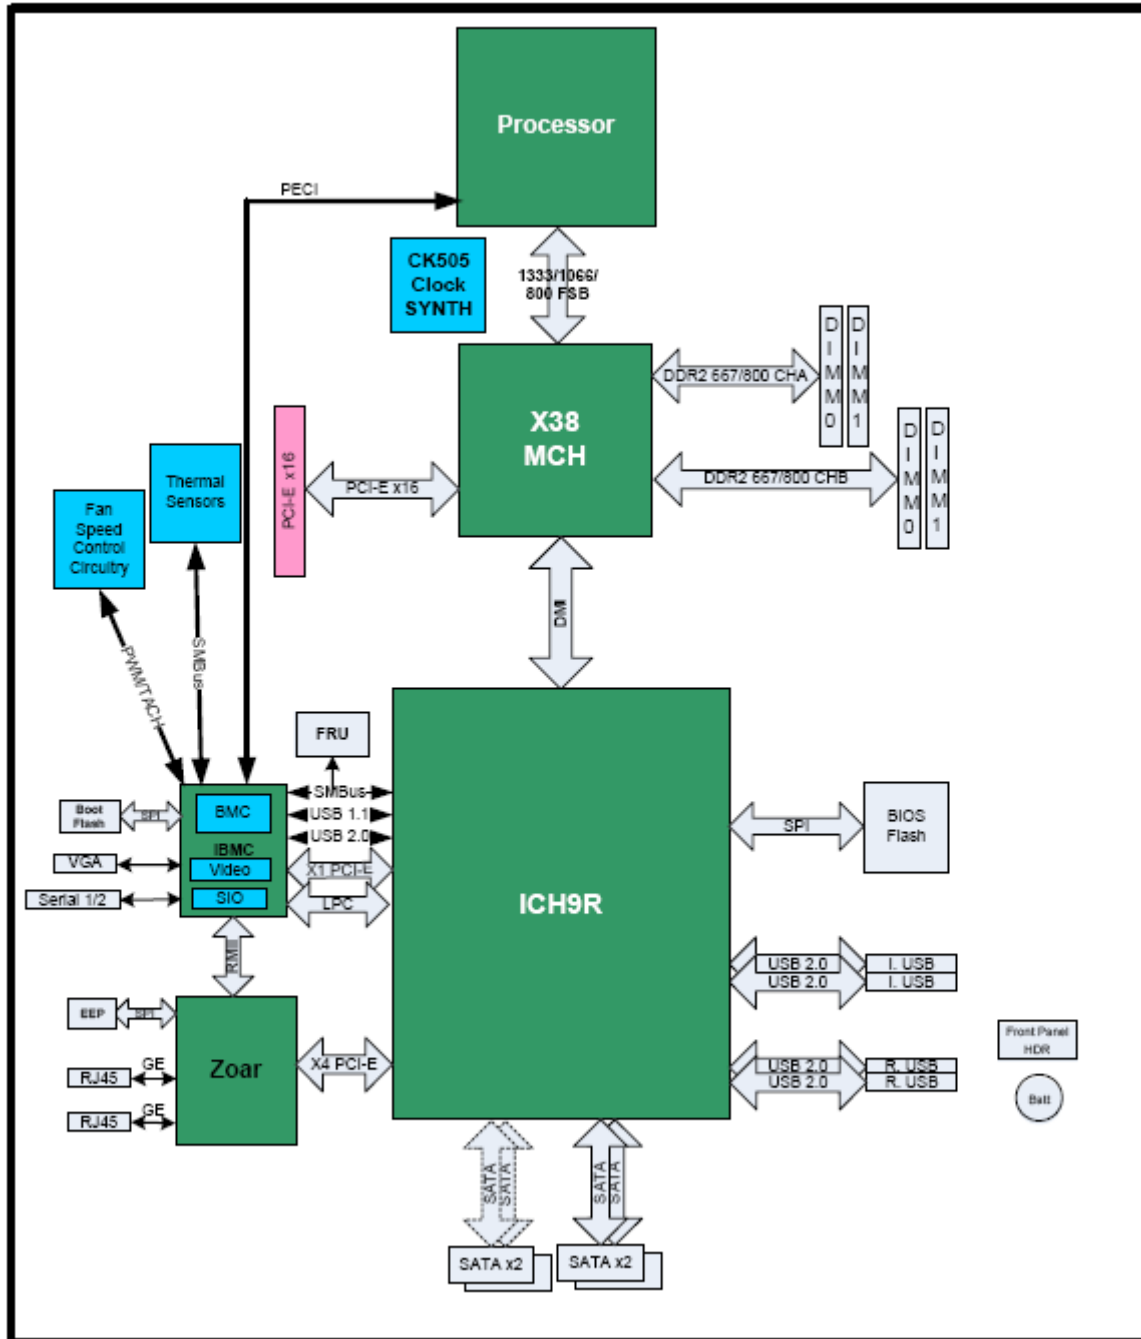 Processor
PECI
CK505
Clock
SYNTH
1333/1066/
800 FSB
D I M M 0
D I M M 1
DDR2 667/800 CHA
X38
MCH
D I M M 0
D I M M 1
DDR2 667/800 CHB
PCI-E x16
PCI-E x16
Thermal
Sensors
Fan
Speed
Control
Circuitry
DMI
PWM/TACH
SMBus
FRU
SMBus
USB 1.1
USB 2.0
X1 PCI-E
LPC
Boot
Flash
SPI
BMC
IBMC
Video
SIO
VGA
Serial 1/2
ICH9R
SPI
BIOS
Flash
RMII
USB 2.0
I. USB
USB 2.0
I. USB
EEP
SPI
Zoar
X4 PCI-E
GE
RJ45
GE
RJ45
USB 2.0
R. USB
USB 2.0
R. USB
Front Panel
HDR
Batt
SATA
SATA
SATA
SATA
SATA x2
SATA x2